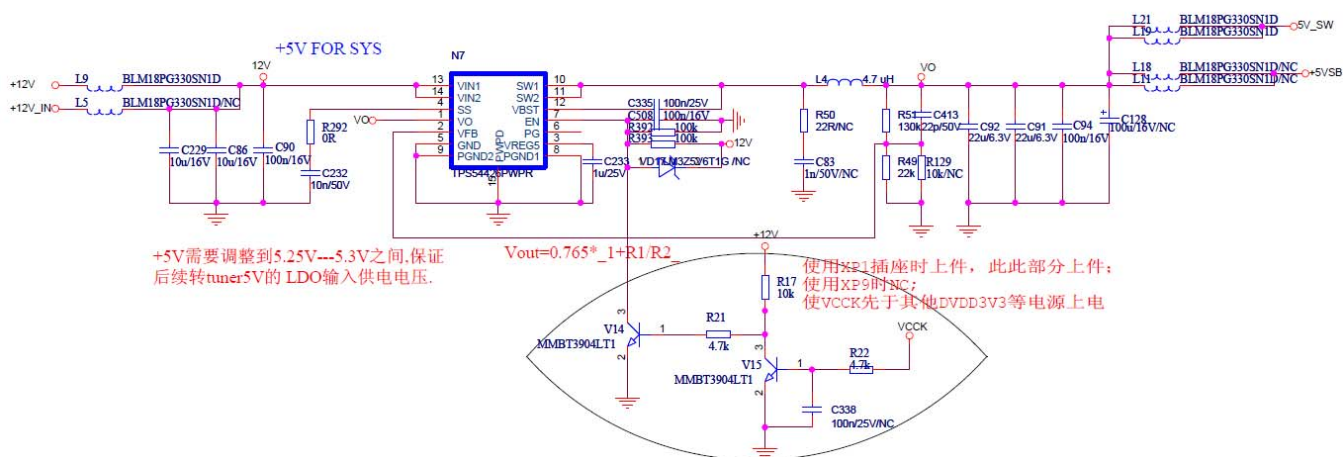 +5V FOR SYS
N7
+12V
L9
BLM18PG330SN1D
12V
+12V_IN
L5
BLM18PG330SN1D/NC
C229
10u/16V
C86
10u/16V
C90
100n/16V
R292
0R
C232
10n/50V
VO
13
14
4
1
2
5
9
VIN1
VIN2
SS
VO
VFB
GND
PGND2
PWPD
15
SW1
SW2
VBST
EN
PG
VREG5
PGND1
10
11
12
7
6
3
8
C233
1u/25V
C335
100n/25V
C508
100n/16V
R392
100k
R393
100k
12V
L4
4.7 uH
VO
R50
22R/NC
C83
1n/50V/NC
R51
130k
C413
22p/50V
R49
22k
R129
10k/NC
C92
22u/6.3V
C91
22u/6.3V
C94
100n/16V
C128
100u/16V/NC
L21
BLM18PG330SN1D
L19
BLM18PG330SN1D
5V_SW
L18
BLM18PG330SN1D/NC
BLM18PG330SN1D/NC
+5VSB
+5V需要调整到5.25V---5.3V之间,保证
后续转tuner5V的 LDO输入供电电压.
Vout=0.765*_1+R1/R2_
使用XP1插座时上件，此此部分上件；
使用XP9时NC；
使VCCK先于其他DVDD3V3等电源上电
+12V
R17
10k
R21
4.7k
3
V14
1
MMBT3904LT1
2
3
V15
1
MMBT3904LT1
2
R22
4.7k
VCCK
C338
100n/25V/NC